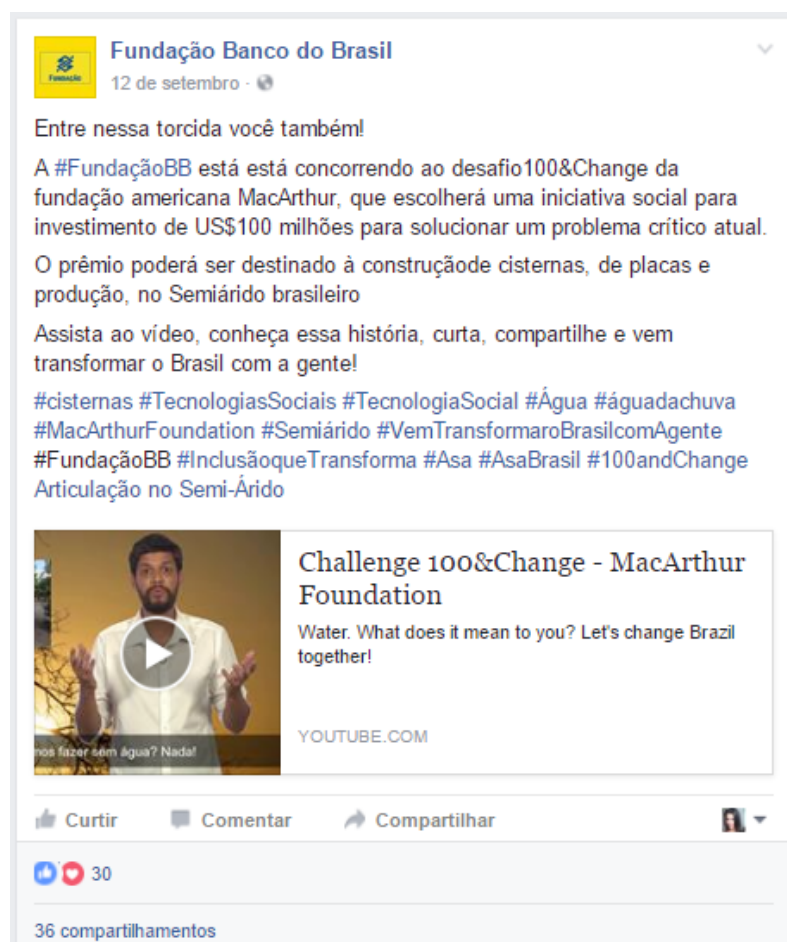 Fundação Banco do Brasil
FUNDAÇÃO
12 de setembro ·
Entre nessa torcida você também!
A #FundaçãoBB está está concorrendo ao desafio100&Change da
fundação americana MacArthur, que escolherá uma iniciativa social para
investimento de US$100 milhões para solucionar um problema crítico atual.
O prêmio poderá ser destinado à construçãode cisternas, de placas e
produção, no Semiárido brasileiro
Assista ao vídeo, conheça essa história, curta, compartilhe e vem
transformar o Brasil com a gente!
#cisternas #TecnologiasSociais #TecnologiaSocial #Água #águadachuva
#MacArthurFoundation #Semiárido #VemTransformaroBrasilcomAgente
#FundaçãoBB #InclusãoqueTransforma #Asa #AsaBrasil #100andChange
Articulação no Semi-Árido
Challenge 100&Change - MacArthur
Foundation
Water. What does it mean to you? Let's change Brazil
together!
YOUTUBE.COM
mos fazer sem água? Nada!
Curtir Comentar Compartilhar
30
36 compartilhamentos